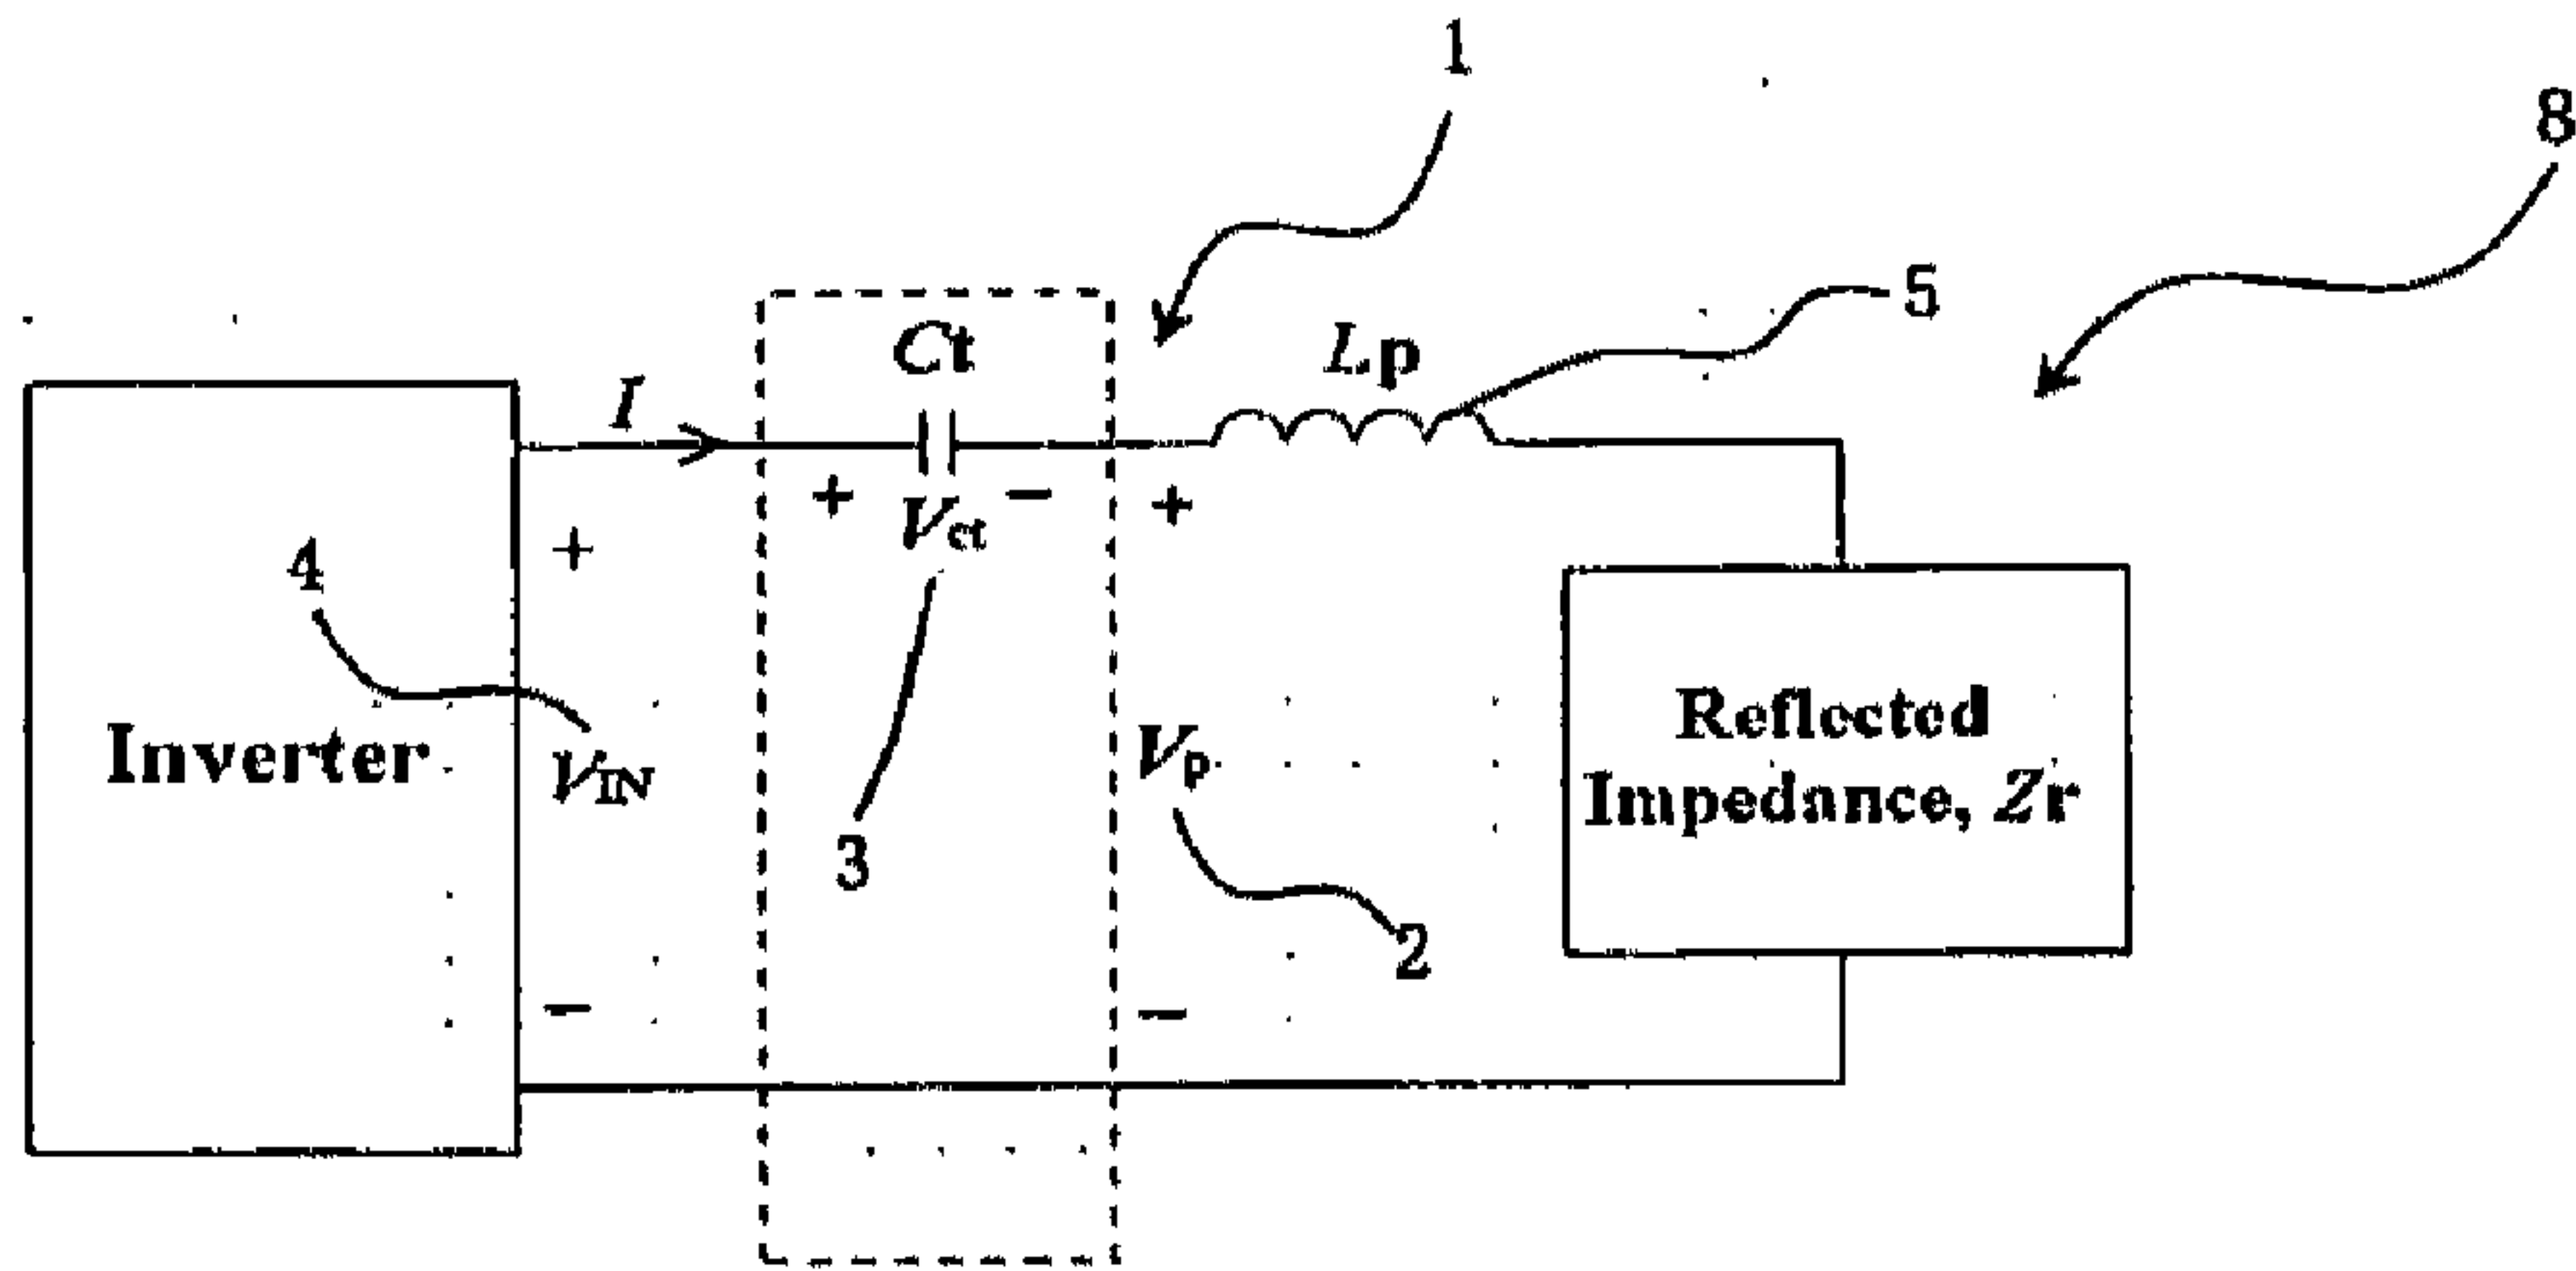 1
8
5
Ct
Lp
I
+
-
+
Vct
+
4
Inverter
VIN
Vp
Reflected
Impedance, Zr
3
2
-
-